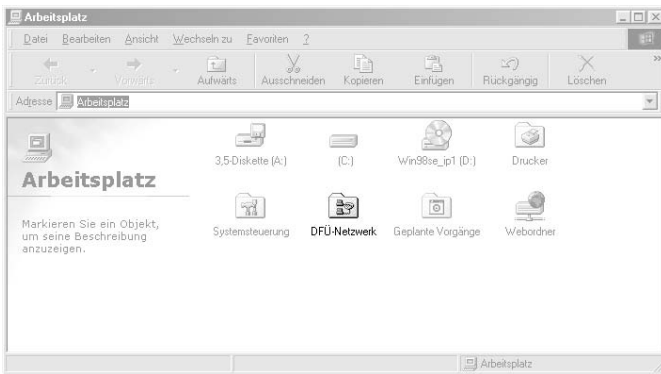 Arbeitsplatz
Datei Bearbeiten Ansicht Wechseln zu Favoriten ?
Zurück Vorwärts Aufwärts Ausschneiden Kopieren Einfügen Rückgängig Löschen »
Adresse Arbeitsplatz
3,5-Diskette (A:) (C:) Win98se_ip1 (D:) Drucker
Arbeitsplatz
Markieren Sie ein Objekt,
um seine Beschreibung
anzuzeigen.
Systemsteuerung DFÜ-Netzwerk Geplante Vorgänge Webordner
Arbeitsplatz